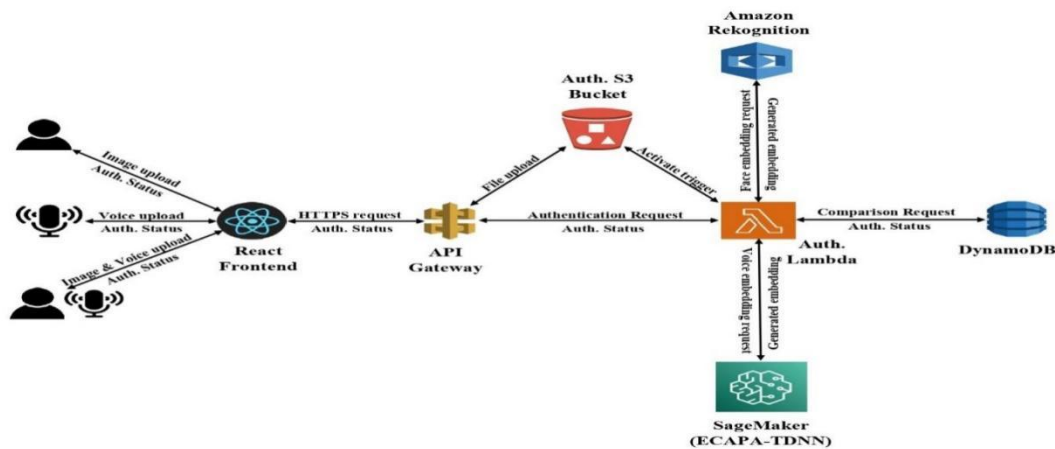 Amazon
Rekognition
Auth. S3
Bucket
Face embedding request
Generated embedding
Image upload
Auth. Status
File upload
Activate trigger
Voice upload
Auth. Status
HTTPS request
Auth. Status
Authentication Request
Auth. Status
Comparison Request
Auth. Status
React
Frontend
API
Gateway
Auth.
Lambda
DynamoDB
Image & Voice upload
Auth. Status
Voice embedding request
Generated embedding
SageMaker
(ECAPA-TDNN)